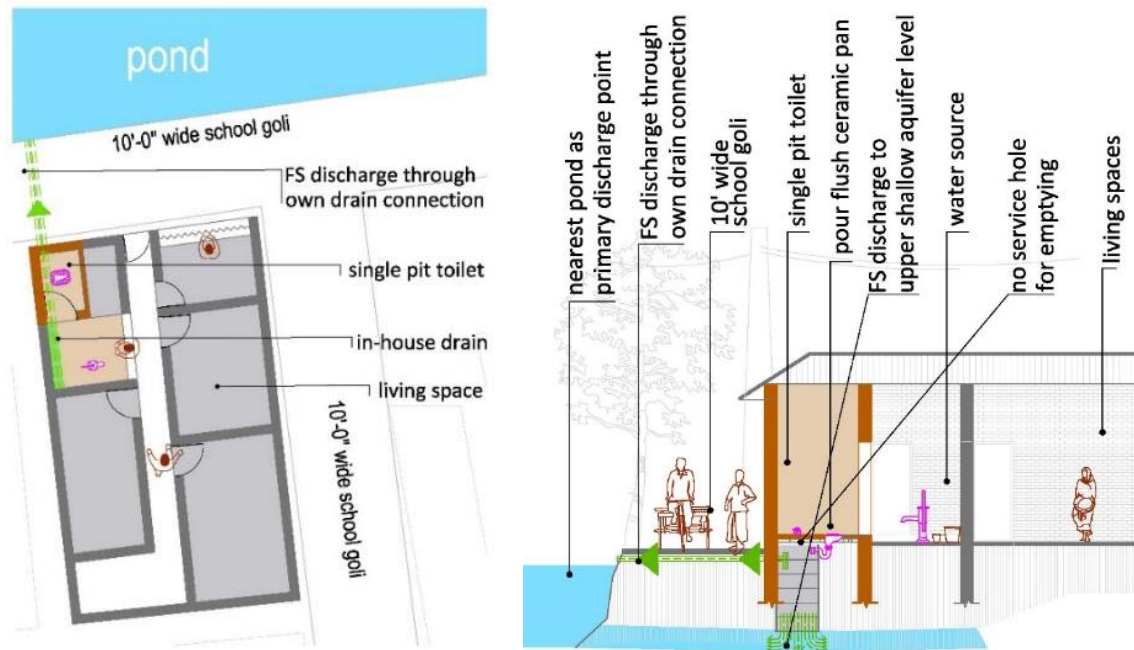 pond
10'-0" wide school goli
FS discharge through
own drain connection
single pit toilet
in-house drain
living space
10'-0" wide school goli
nearest pond as
primary discharge point
FS discharge through
own drain connection
10' wide
school goli
single pit toilet
pour flush ceramic pan
FS discharge to
upper shallow aquifer level
water source
no service hole
for emptying
living spaces